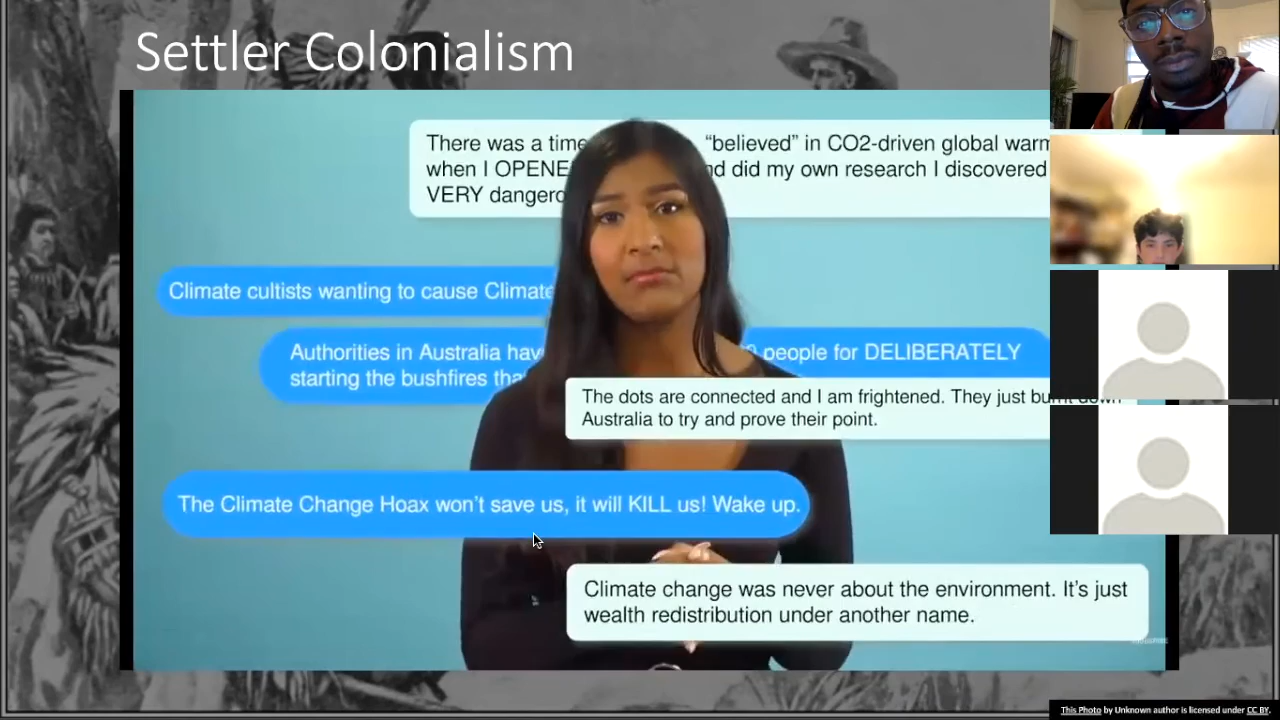 Settler Colonialism
There was a time “believed” in CO2-driven global warm
when I OPENE nd did my own research I discovered
VERY dangero
Climate cultists wanting to cause Climate
Authorities in Australia hav people for DELIBERATELY
starting the bushfires tha
The dots are connected and I am frightened. They just burnt down
Australia to try and prove their point.
The Climate Change Hoax won’t save us, it will KILL us! Wake up.
Climate change was never about the environment. It’s just
wealth redistribution under another name.
This Photo by Unknown author is licensed under CC BY.